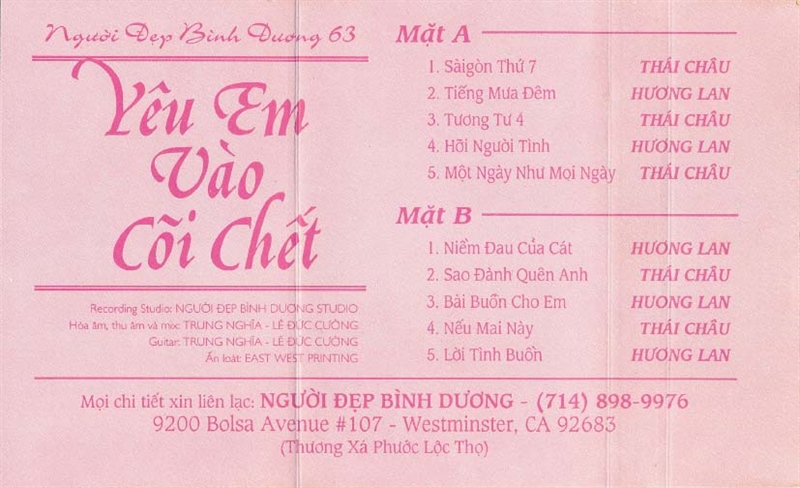 Người Đẹp Bình Dương 63
Yêu Em
Vào
Cõi Chết
Recording Studio: NGƯỜI ĐẸP BÌNH DƯƠNG STUDIO
Hòa âm, thu âm và mix: TRUNG NGHĨA - LÊ ĐỨC CƯỜNG
Guitar: TRUNG NGHĨA - LÊ ĐỨC CƯỜNG
Ấn loát: EAST WEST PRINTING
Mặt A
1. Sàigòn Thứ 7 THÁI CHÂU
2. Tiếng Mưa Đêm HƯƠNG LAN
3. Tương Tư 4 THÁI CHÂU
4. Hỡi Người Tình HƯƠNG LAN
5. Một Ngày Như Mọi Ngày THÁI CHÂU
Mặt B
1. Niềm Đau Của Cát HƯƠNG LAN
2. Sao Đành Quên Anh THÁI CHÂU
3. Bài Buồn Cho Em HUONG LAN
4. Nếu Mai Này THÁI CHÂU
5. Lời Tình Buồn HƯƠNG LAN
Mọi chi tiết xin liên lạc: NGƯỜI ĐẸP BÌNH DƯƠNG - (714) 898-9976
9200 Bolsa Avenue #107 - Westminster, CA 92683
(Thương Xá Phước Lộc Thọ)